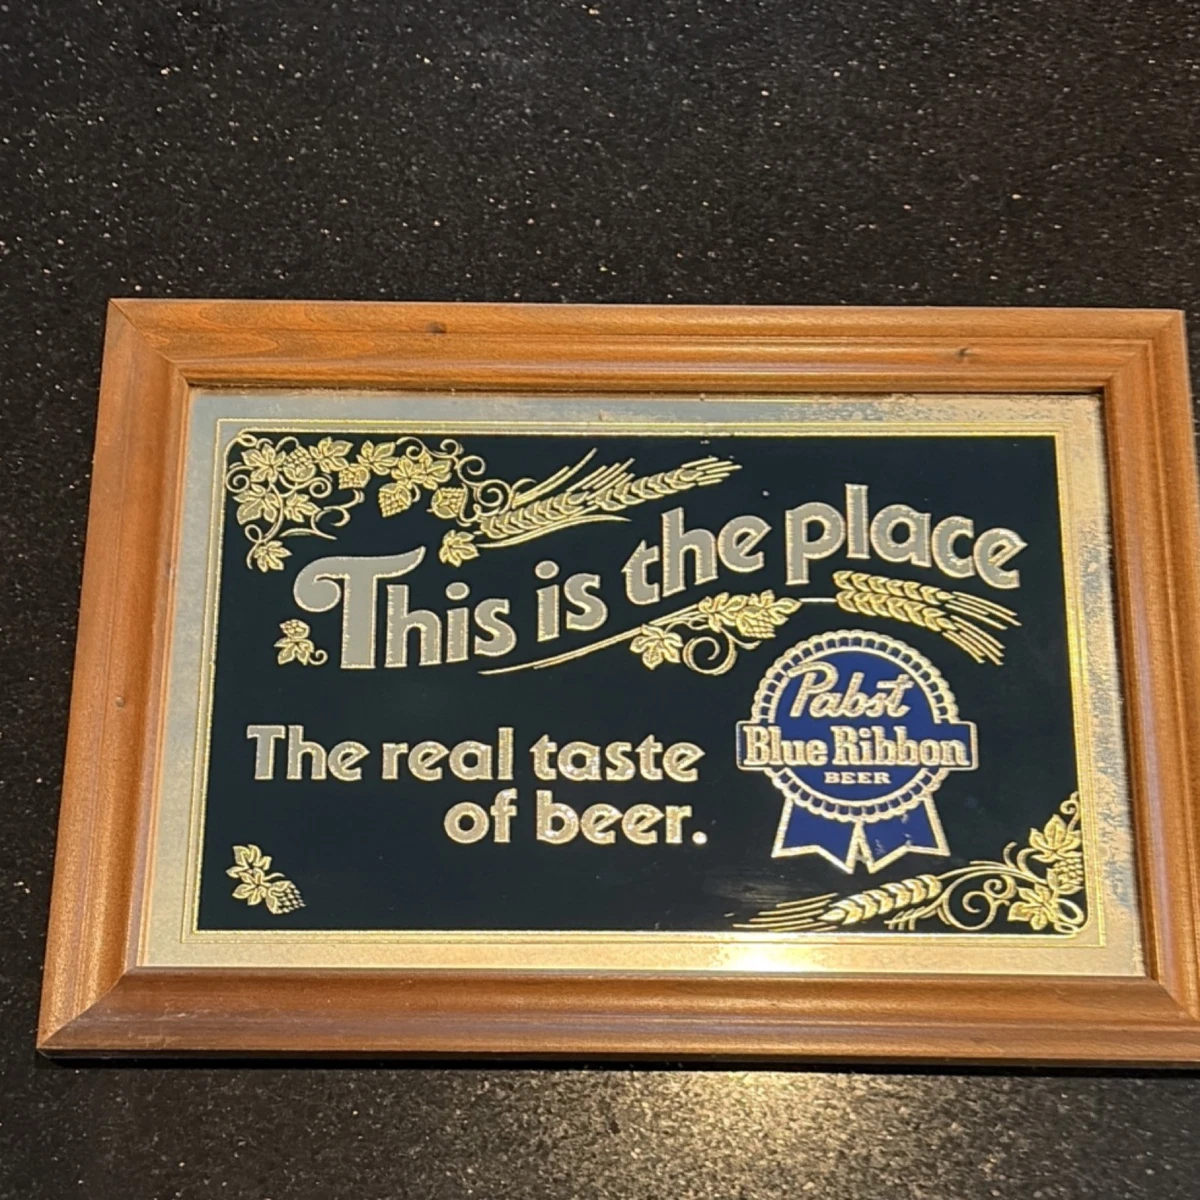 This is the place
The real taste
of beer.
Pabst
Blue Ribbon
BEER